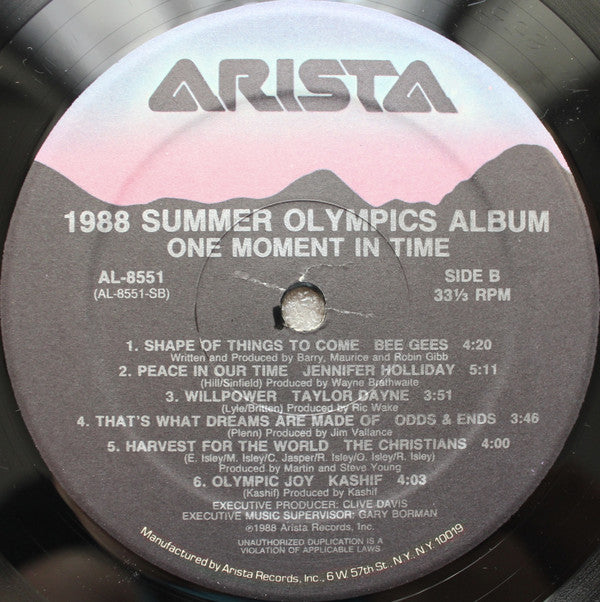 ARISTA
1988 SUMMER OLYMPICS ALBUM
ONE MOMENT IN TIME
AL-8551
(AL-8551-SB)
SIDE B
33⅓ RPM
1. SHAPE OF THINGS TO COME BEE GEES 4:20
Written and Produced by Barry, Maurice and Robin Gibb
2. PEACE IN OUR TIME JENNIFER HOLLIDAY 5:11
(Hill/Sinfield) Produced by Wayne Brathwaite
3. WILLPOWER TAYLOR DAYNE 3:51
(Lyle/Britten) Produced by Ric Wake
4. THAT'S WHAT DREAMS ARE MADE OF ODDS & ENDS 3:46
(Plenn) Produced by Jim Vallance
5. HARVEST FOR THE WORLD THE CHRISTIANS 4:00
(E. Isley/M. Isley/C. Jasper/R. Isley/O. Isley/R. Isley)
Produced by Martin and Steve Young
6. OLYMPIC JOY KASHIF 4:03
(Kashif) Produced by Kashif
EXECUTIVE PRODUCER: CLIVE DAVIS
EXECUTIVE MUSIC SUPERVISOR: GARY BORMAN
℗1988 Arista Records, Inc.
UNAUTHORIZED DUPLICATION IS A
VIOLATION OF APPLICABLE LAWS
Manufactured by Arista Records, Inc., 6 W. 57th St., N.Y., N.Y. 10019